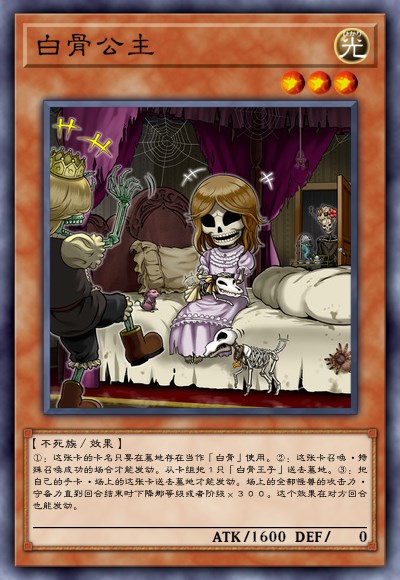 白骨公主
ひかり
光
【不死族／效果】
①：这张卡的卡名只要在墓地存在当作「白骨」使用。②：这张卡召唤・特
殊召唤成功的场合才能发动。从卡组把1只「白骨王子」送去墓地。③：把
自己的手卡・场上的这张卡送去墓地才能发动。场上的全部怪兽的攻击力・
守备力直到回合结束时下降那等级或者阶级×300。这个效果在对方回合
也能发动。
ATK/1600 DEF/ 0